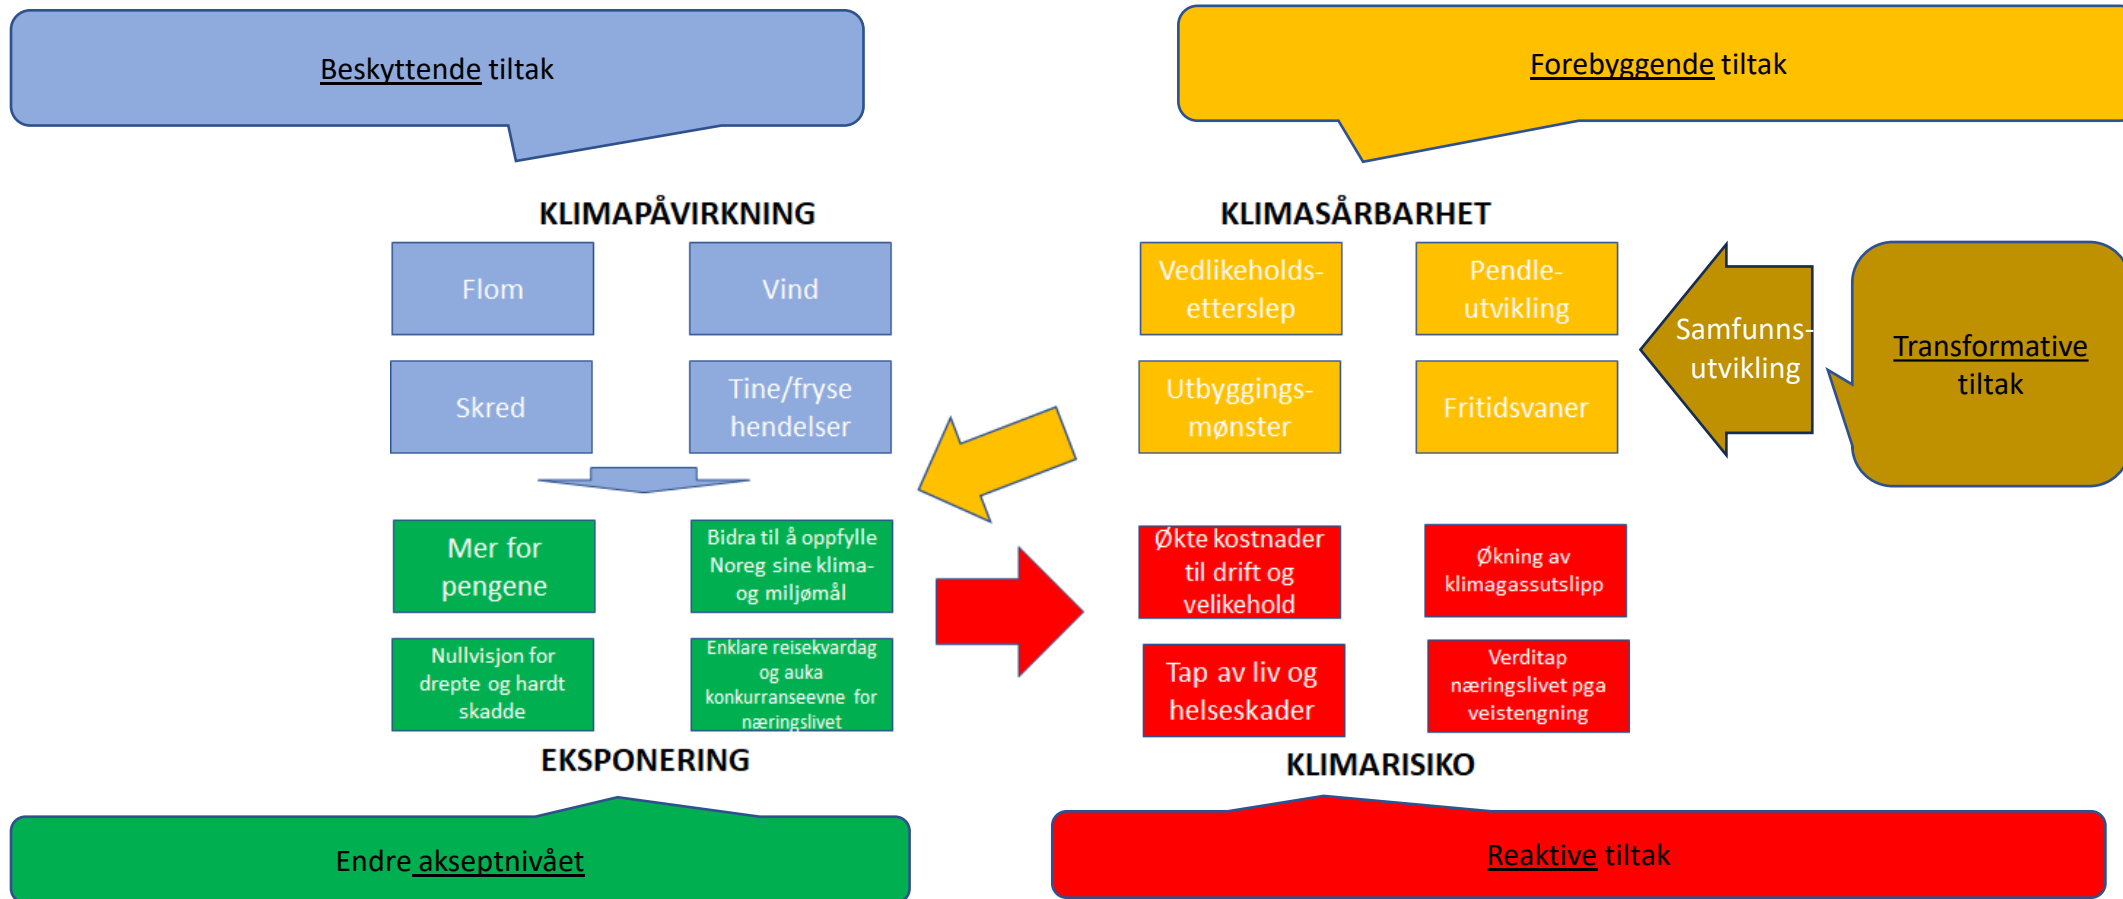 Beskyttende tiltak
Forebyggende tiltak
KLIMAPÅVIRKNING
Flom
Vind
Skred
Tine/fryse
hendelser
KLIMASÅRBARHET
Vedlikeholds-
etterslep
Pendle-
utvikling
Utbyggings-
mønster
Fritidsvaner
Samfunns-
utvikling
Transformative
tiltak
Mer for
pengene
Bidra til å oppfylle
Noreg sine klima-
og miljømål
Nullvisjon for
drepte og hardt
skadde
Enklare reisekvardag
og auka
konkurranseevne for
næringslivet
EKSPONERING
Økte kostnader
til drift og
velikehold
Økning av
klimagassutslipp
Tap av liv og
helseskader
Verditap
næringslivet pga
veistengning
KLIMARISIKO
Endre akseptnivået
Reaktive tiltak